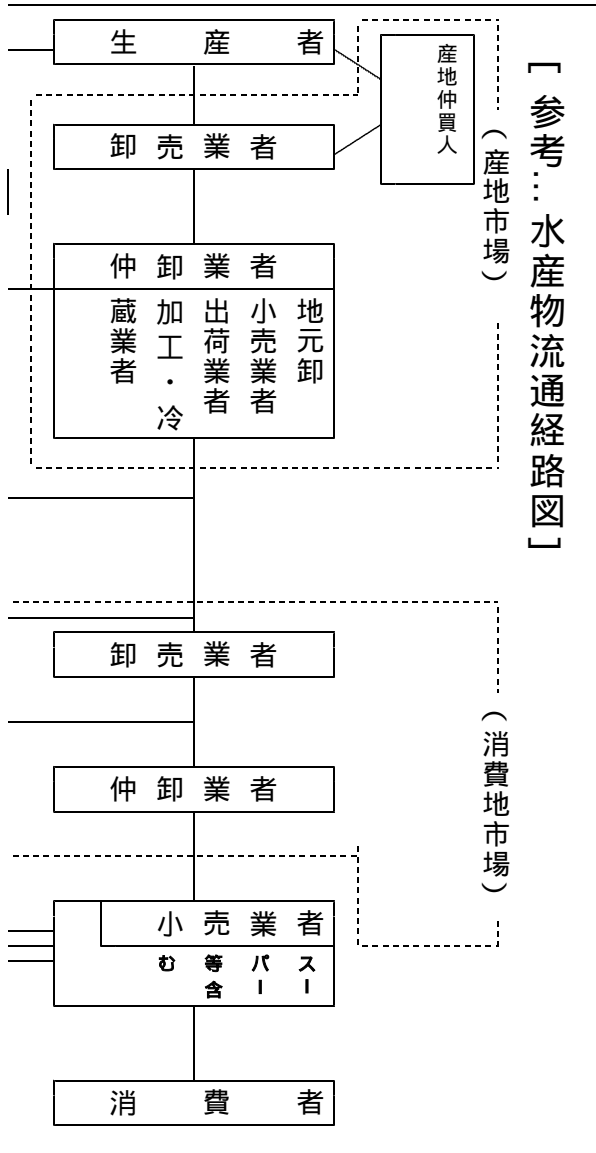 [参考…水産物流通経路図]
(産地市場)
生産者
産地仲買人
卸売業者
仲卸業者
地元卸
小売業者
出荷業者
加工・冷
蔵業者
(消費地市場)
卸売業者
仲卸業者
小売業者
スー
パー
等含
む
消費者